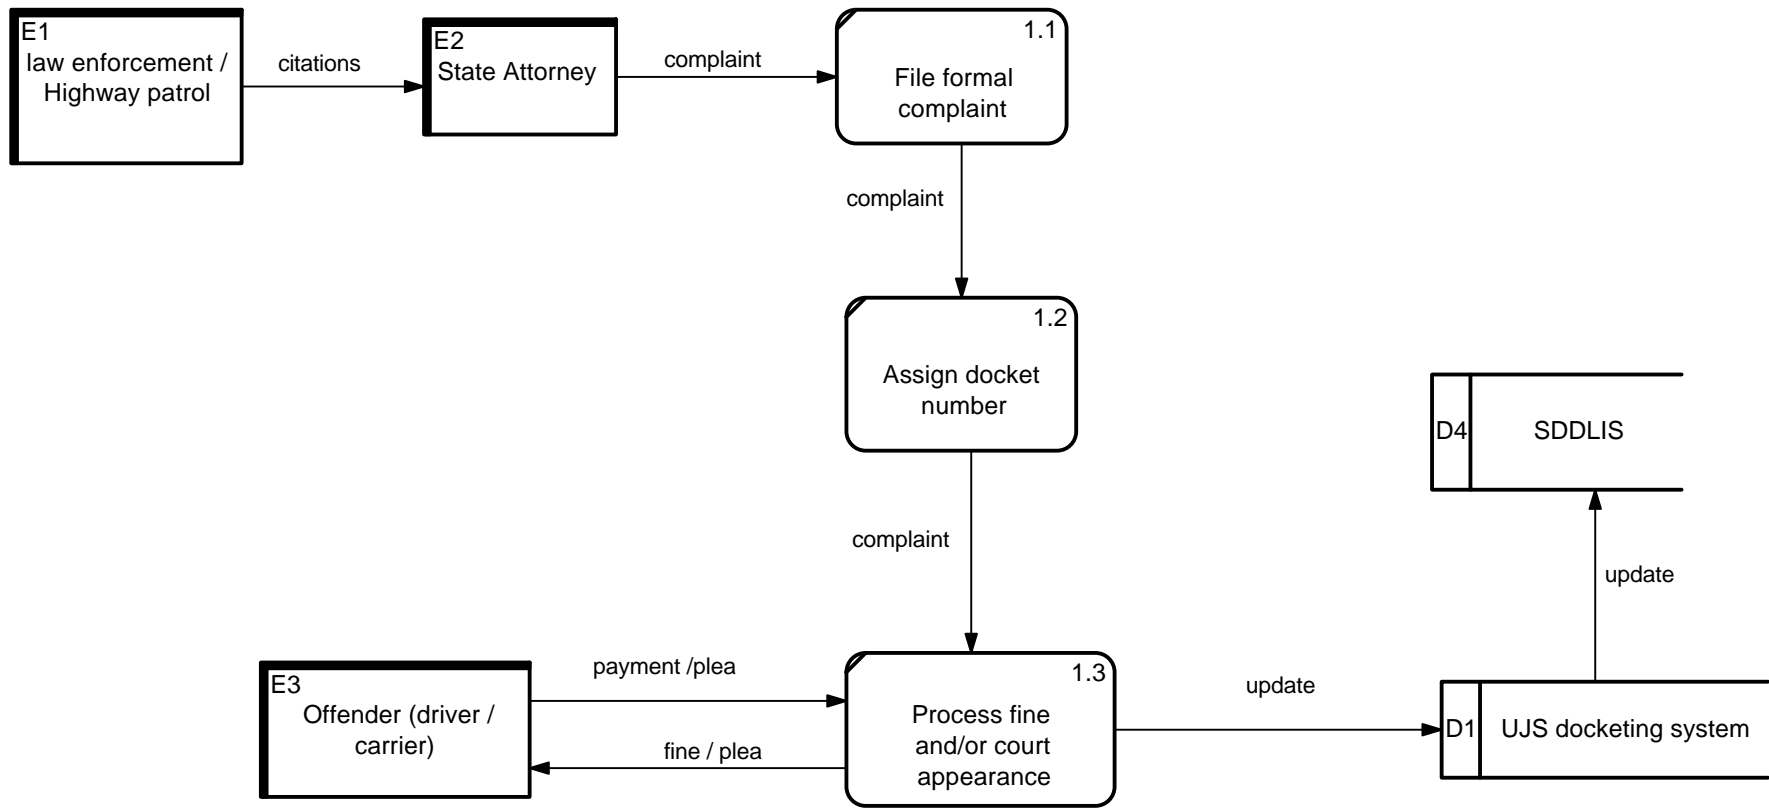 E1
law enforcement /
Highway patrol
citations
E2
State Attorney
complaint
1.1
File formal
complaint
complaint
1.2
Assign docket
number
D4
SDDLIS
complaint
update
E3
Offender (driver /
carrier)
payment /plea
fine / plea
1.3
Process fine
and/or court
appearance
update
D1
UJS docketing system